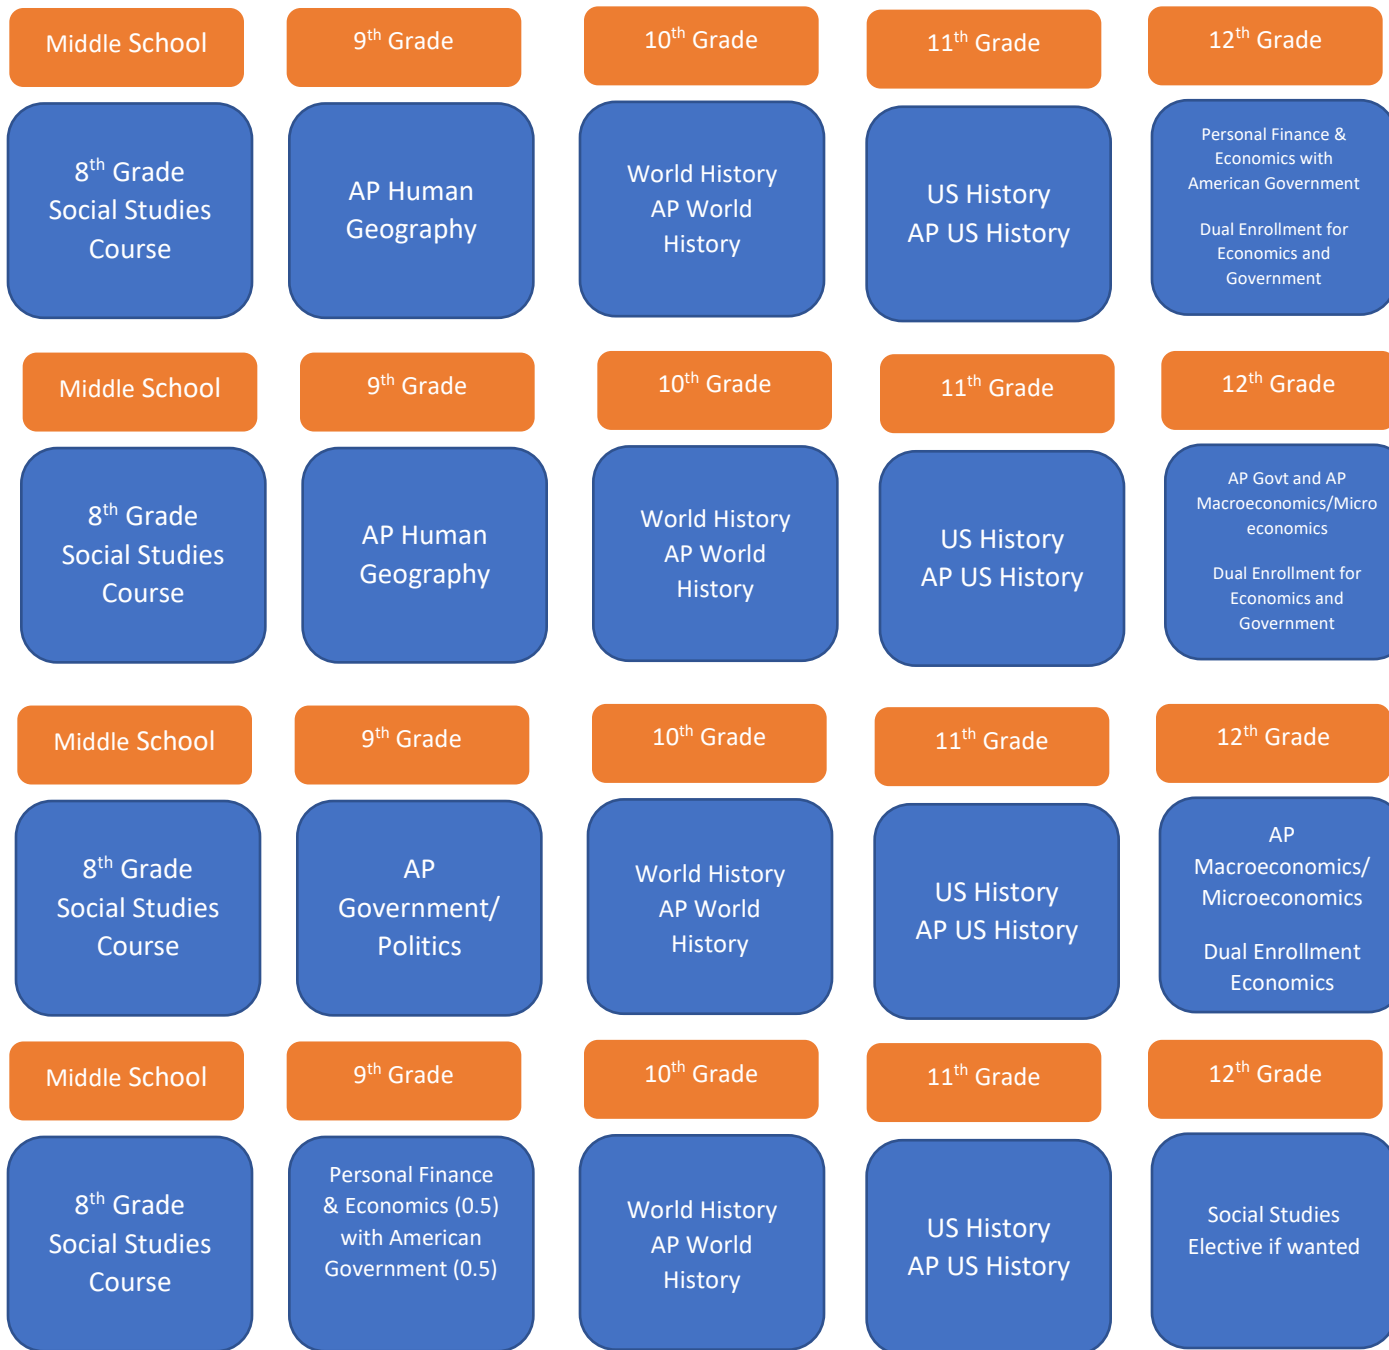 Middle School
9th Grade
10th Grade
11th Grade
12th Grade
8th Grade
Social Studies
Course
AP Human
Geography
World History
AP World
History
US History
AP US History
Personal Finance &
Economics with
American Government
Dual Enrollment for
Economics and
Government
Middle School
9th Grade
10th Grade
11th Grade
12th Grade
8th Grade
Social Studies
Course
AP Human
Geography
World History
AP World
History
US History
AP US History
AP Govt and AP
Macroeconomics/Micro
economics
Dual Enrollment for
Economics and
Government
Middle School
9th Grade
10th Grade
11th Grade
12th Grade
8th Grade
Social Studies
Course
AP
Government/
Politics
World History
AP World
History
US History
AP US History
AP
Macroeconomics/
Microeconomics
Dual Enrollment
Economics
Middle School
9th Grade
10th Grade
11th Grade
12th Grade
8th Grade
Social Studies
Course
Personal Finance
& Economics (0.5)
with American
Government (0.5)
World History
AP World
History
US History
AP US History
Social Studies
Elective if wanted